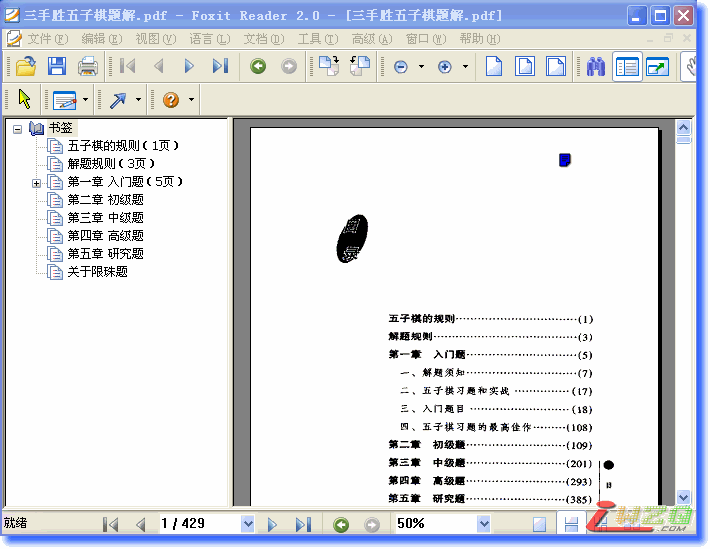 三手胜五子棋题解.pdf - Foxit Reader 2.0 - [三手胜五子棋题解.pdf]
文件(F) 编辑(E) 视图(V) 语言(L) 文档(D) 工具(T) 高级(A) 窗口(W) 帮助(H)
书签
五子棋的规则(1页)
解题规则(3页)
第一章 入门题(5页)
第二章 初级题
第三章 中级题
第四章 高级题
第五章 研究题
关于限珠题
目
录
五子棋的规则……………………(1)
解题规则……………………(3)
第一章 入门题……………………(5)
一、解题须知……………………(7)
二、五子棋习题和实战……………(17)
三、入门题目……………………(18)
四、五子棋习题的最高佳作………(108)
第二章 初级题……………………(109)
第三章 中级题……………………(201)
第四章 高级题……………………(293)
第五章 研究题……………………(385)
就绪
1 / 429
50%